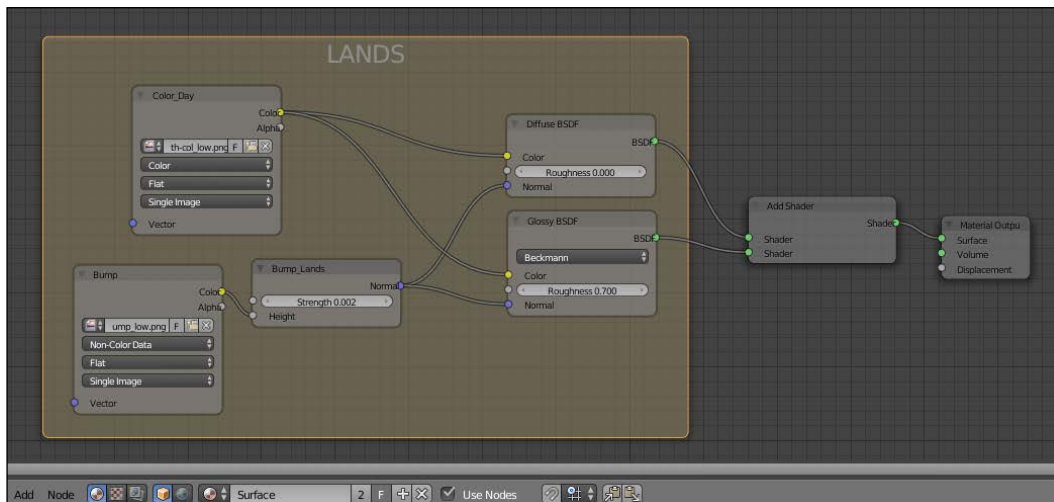 LANDS
Color_Day
Color
Alpha
th-col_low.png F
Color
Flat
Single Image
Vector
Bump
Color
Alpha
ump_low.png F
Non-Color Data
Flat
Single Image
Vector
Bump_Lands
Normal
Strength 0.002
Height
Diffuse BSDF
BSDF
Color
Roughness 0.000
Normal
Glossy BSDF
BSDF
Beckmann
Color
Roughness 0.700
Normal
Add Shader
Shader
Shader
Shader
Material Outpu
Surface
Volume
Displacement
Add Node Surface 2 F Use Nodes